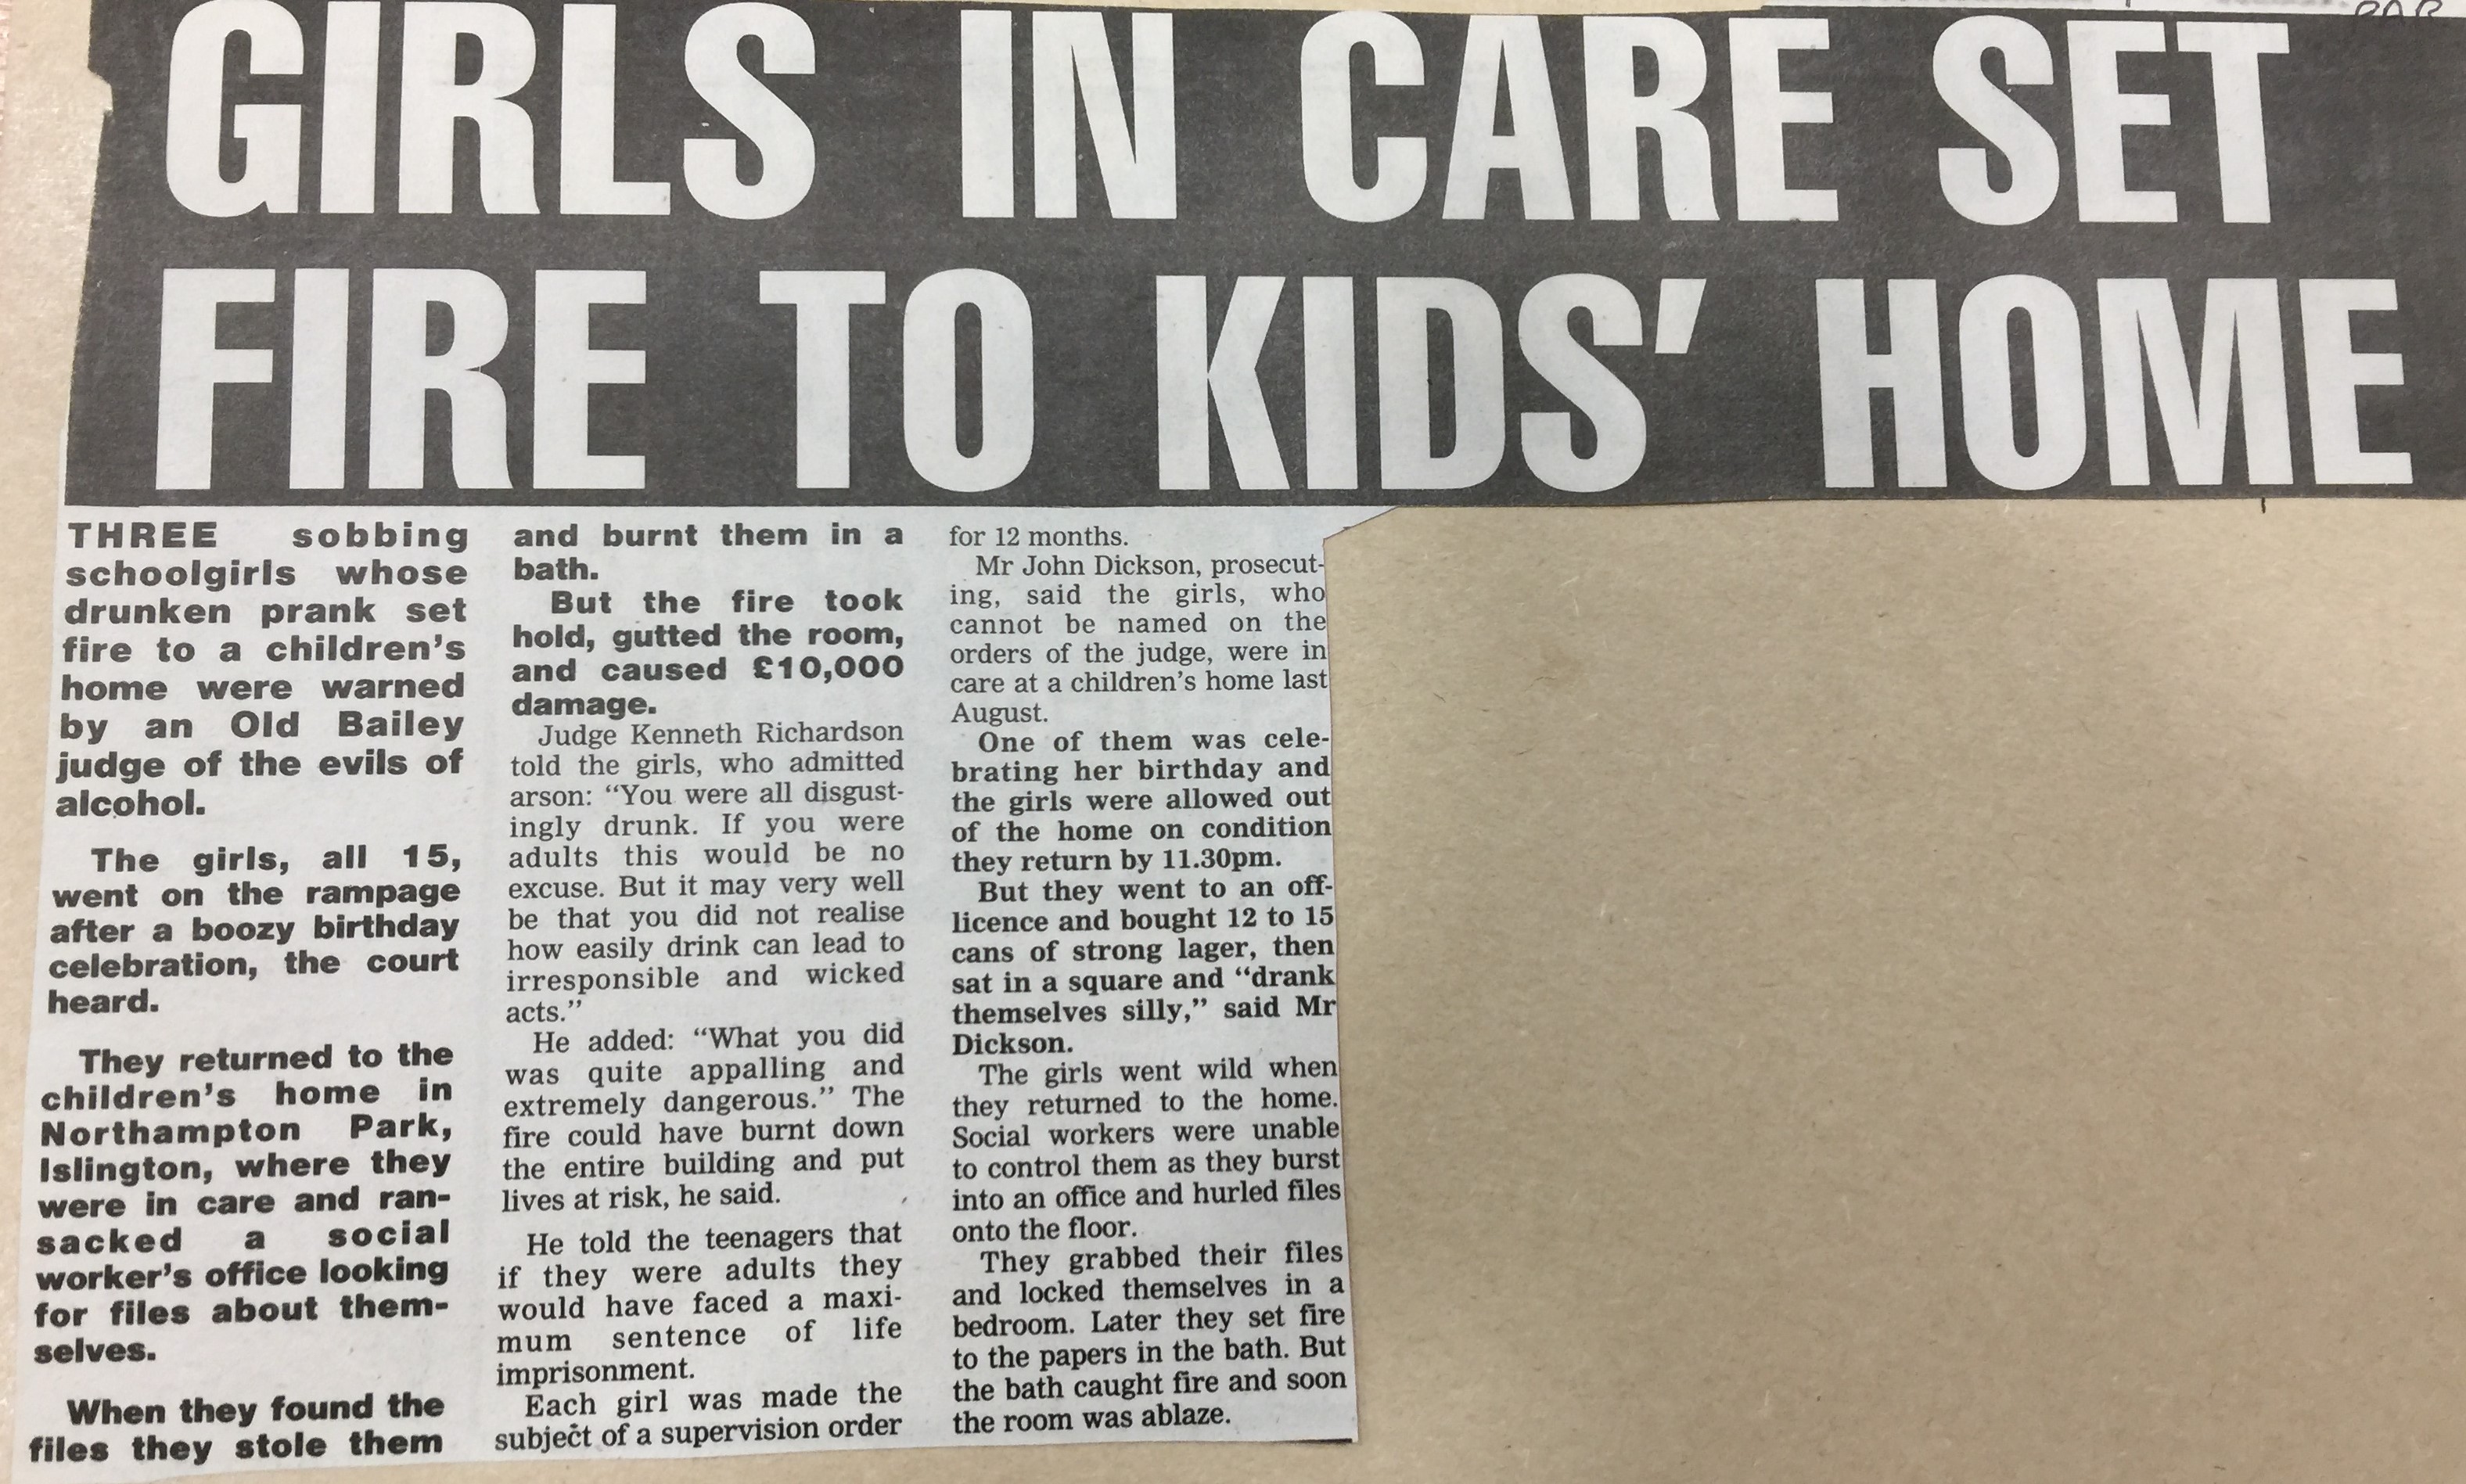 GIRLS IN CARE SET
FIRE TO KIDS' HOME
THREE sobbing
schoolgirls whose
drunken prank set
fire to a children's
home were warned
by an Old Bailey
judge of the evils of
alcohol.
The girls, all 15,
went on the rampage
after a boozy birthday
celebration, the court
heard.
They returned to the
children's home in
Northampton Park,
Islington, where they
were in care and ran-
sacked a social
worker's office looking
for files about them-
selves.
When they found the
files they stole them
and burnt them in a
bath.
But the fire took
hold, gutted the room,
and caused £10,000
damage.
Judge Kenneth Richardson
told the girls, who admitted
arson: “You were all disgust-
ingly drunk. If you were
adults this would be no
excuse. But it may very well
be that you did not realise
how easily drink can lead to
irresponsible and wicked
acts.”
He added: “What you did
was quite appalling and
extremely dangerous.” The
fire could have burnt down
the entire building and put
lives at risk, he said.
He told the teenagers that
if they were adults they
would have faced a maxi-
mum sentence of life
imprisonment.
Each girl was made the
subject of a supervision order
for 12 months.
Mr John Dickson, prosecut-
ing, said the girls, who
cannot be named on the
orders of the judge, were in
care at a children's home last
August.
One of them was cele-
brating her birthday and
the girls were allowed out
of the home on condition
they return by 11.30pm.
But they went to an off-
licence and bought 12 to 15
cans of strong lager, then
sat in a square and “drank
themselves silly,” said Mr
Dickson.
The girls went wild when
they returned to the home.
Social workers were unable
to control them as they burst
into an office and hurled files
onto the floor.
They grabbed their files
and locked themselves in a
bedroom. Later they set fire
to the papers in the bath. But
the bath caught fire and soon
the room was ablaze.